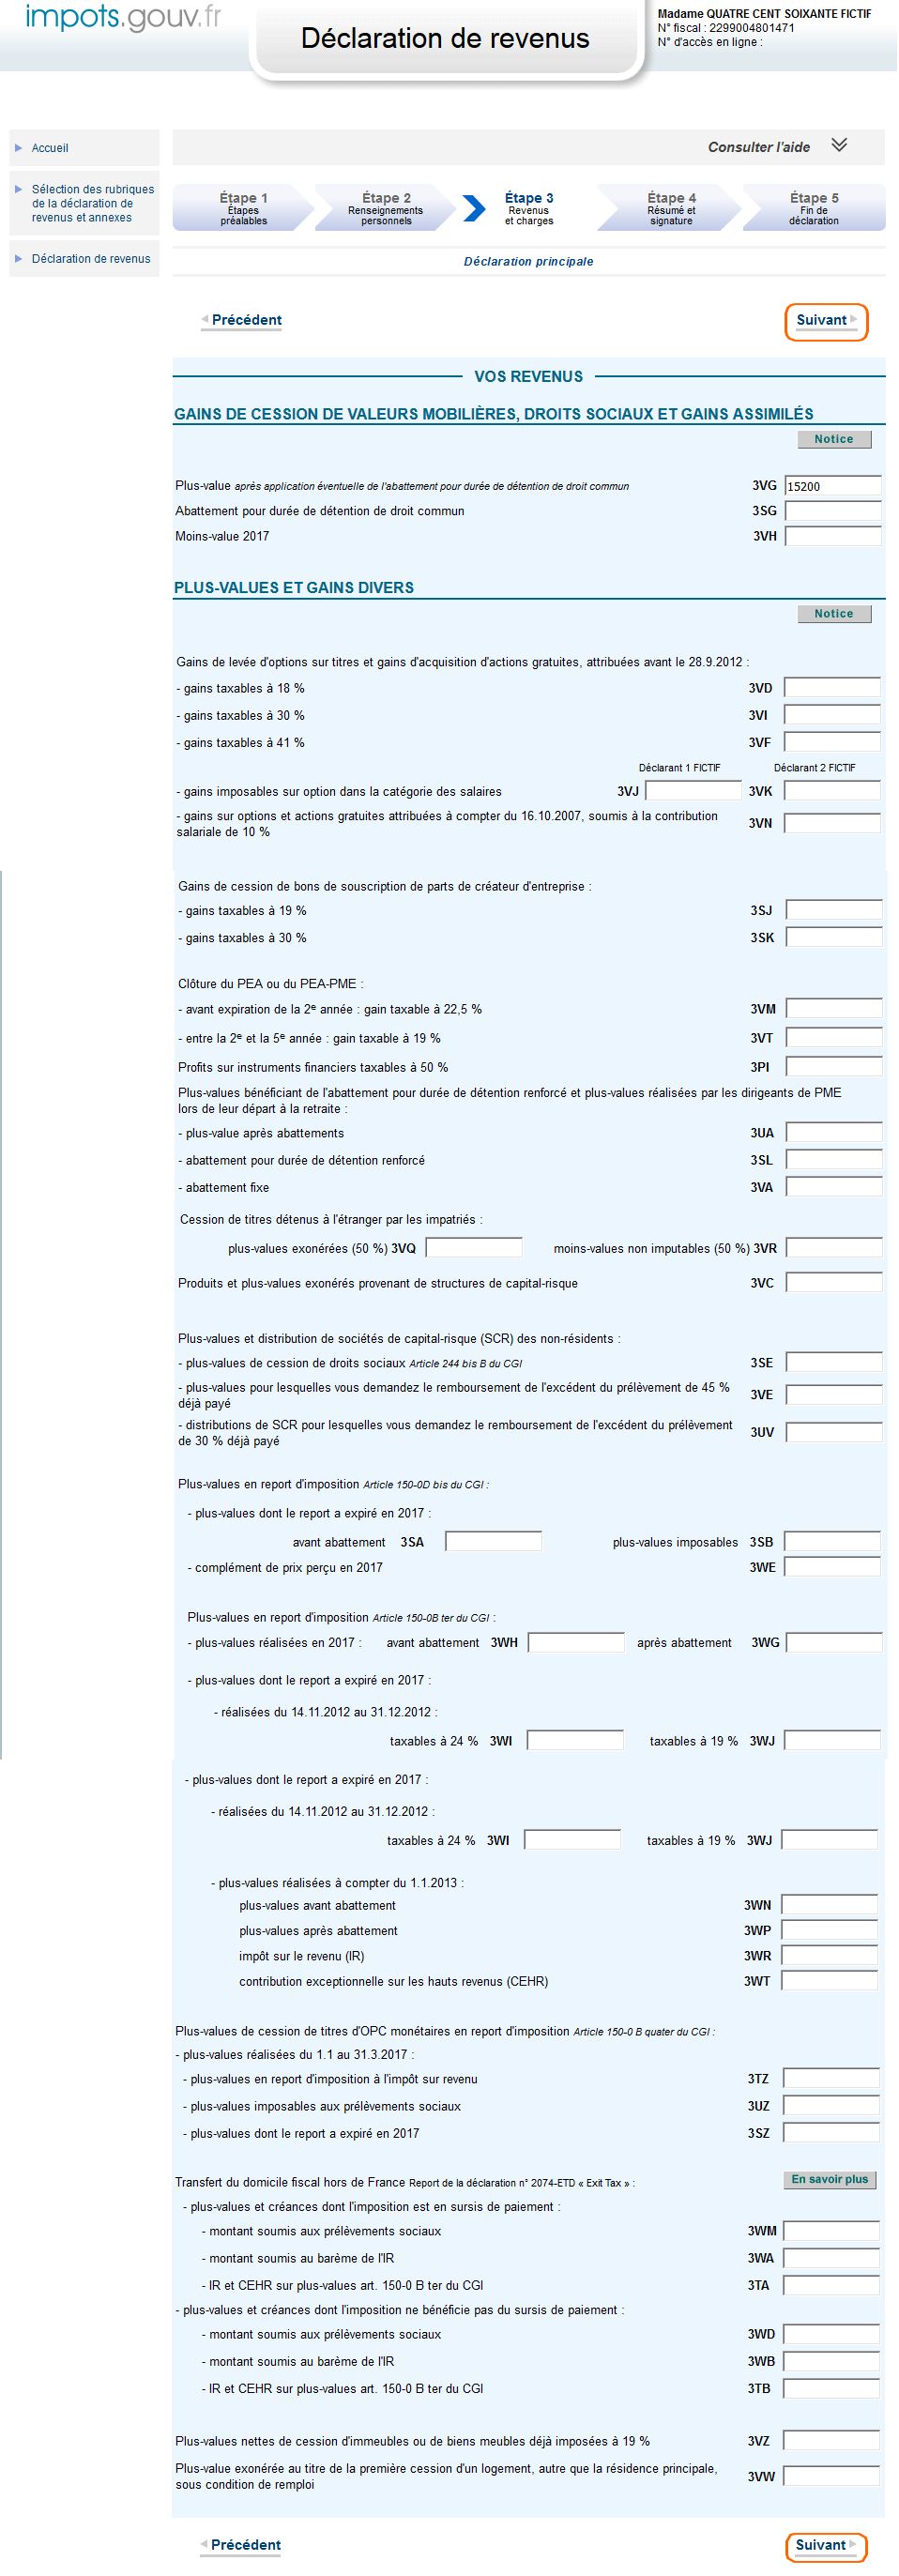 impots.gouv.fr
Déclaration de revenus
Madame QUATRE CENT SOIXANTE FICTIF
N° fiscal : 2299004801471
N° d'accès en ligne :
Accueil
Sélection des rubriques
de la déclaration de
revenus et annexes
Déclaration de revenus
Consulter l'aide
Étape 1
Étapes
préalables
Étape 2
Renseignements
personnels
Étape 3
Revenus
et charges
Étape 4
Résumé et
signature
Étape 5
Fin de
déclaration
Déclaration principale
Précédent Suivant
VOS REVENUS
GAINS DE CESSION DE VALEURS MOBILIÈRES, DROITS SOCIAUX ET GAINS ASSIMILÉS
Notice
Plus-value après application éventuelle de l'abattement pour durée de détention de droit commun 3VG 15200
Abattement pour durée de détention de droit commun 3SG
Moins-value 2017 3VH
PLUS-VALUES ET GAINS DIVERS
Notice
Gains de levée d'options sur titres et gains d'acquisition d'actions gratuites, attribuées avant le 28.9.2012 :
- gains taxables à 18 % 3VD
- gains taxables à 30 % 3VI
- gains taxables à 41 % 3VF
Déclarant 1 FICTIF Déclarant 2 FICTIF
- gains imposables sur option dans la catégorie des salaires 3VJ 3VK
- gains sur options et actions gratuites attribuées à compter du 16.10.2007, soumis à la contribution
salariale de 10 % 3VN
Gains de cession de bons de souscription de parts de créateur d'entreprise :
- gains taxables à 19 % 3SJ
- gains taxables à 30 % 3SK
Clôture du PEA ou du PEA-PME :
- avant expiration de la 2e année : gain taxable à 22,5 % 3VM
- entre la 2e et la 5e année : gain taxable à 19 % 3VT
Profits sur instruments financiers taxables à 50 % 3PI
Plus-values bénéficiant de l'abattement pour durée de détention renforcé et plus-values réalisées par les dirigeants de PME
lors de leur départ à la retraite :
- plus-value après abattements 3UA
- abattement pour durée de détention renforcé 3SL
- abattement fixe 3VA
Cession de titres détenus à l'étranger par les impatriés :
plus-values exonérées (50 %) 3VQ moins-values non imputables (50 %) 3VR
Produits et plus-values exonérés provenant de structures de capital-risque 3VC
Plus-values et distribution de sociétés de capital-risque (SCR) des non-résidents :
- plus-values de cession de droits sociaux Article 244 bis B du CGI 3SE
- plus-values pour lesquelles vous demandez le remboursement de l'excédent du prélèvement de 45 %
déjà payé 3VE
- distributions de SCR pour lesquelles vous demandez le remboursement de l'excédent du prélèvement
de 30 % déjà payé 3UV
Plus-values en report d'imposition Article 150-0D bis du CGI :
- plus-values dont le report a expiré en 2017 :
avant abattement 3SA plus-values imposables 3SB
- complément de prix perçu en 2017 3WE
Plus-values en report d'imposition Article 150-0B ter du CGI :
- plus-values réalisées en 2017 : avant abattement 3WH après abattement 3WG
- plus-values dont le report a expiré en 2017 :
- réalisées du 14.11.2012 au 31.12.2012 :
taxables à 24 % 3WI taxables à 19 % 3WJ
- plus-values dont le report a expiré en 2017 :
- réalisées du 14.11.2012 au 31.12.2012 :
taxables à 24 % 3WI taxables à 19 % 3WJ
- plus-values réalisées à compter du 1.1.2013 :
plus-values avant abattement 3WN
plus-values après abattement 3WP
impôt sur le revenu (IR) 3WR
contribution exceptionnelle sur les hauts revenus (CEHR) 3WT
Plus-values de cession de titres d'OPC monétaires en report d'imposition Article 150-0 B quater du CGI :
- plus-values réalisées du 1.1 au 31.3.2017 :
- plus-values en report d'imposition à l'impôt sur revenu 3TZ
- plus-values imposables aux prélèvements sociaux 3UZ
- plus-values dont le report a expiré en 2017 3SZ
Transfert du domicile fiscal hors de France Report de la déclaration n° 2074-ETD « Exit Tax » : En savoir plus
- plus-values et créances dont l'imposition est en sursis de paiement :
- montant soumis aux prélèvements sociaux 3WM
- montant soumis au barème de l'IR 3WA
- IR et CEHR sur plus-values art. 150-0 B ter du CGI 3TA
- plus-values et créances dont l'imposition ne bénéficie pas du sursis de paiement :
- montant soumis aux prélèvements sociaux 3WD
- montant soumis au barème de l'IR 3WB
- IR et CEHR sur plus-values art. 150-0 B ter du CGI 3TB
Plus-values nettes de cession d'immeubles ou de biens meubles déjà imposées à 19 % 3VZ
Plus-value exonérée au titre de la première cession d'un logement, autre que la résidence principale,
sous condition de remploi 3VW
Précédent Suivant